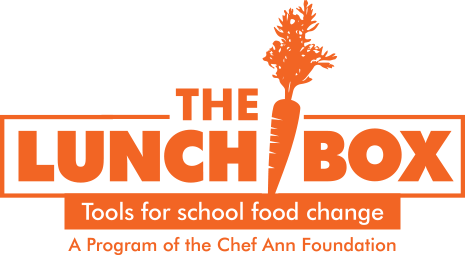 THE
LUNCH BOX
Tools for school food change
A Program of the Chef Ann Foundation